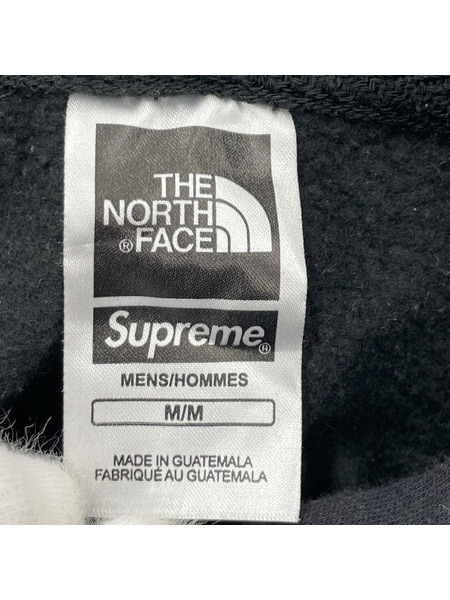 THE
NORTH
®FACE
Supreme®
MENS/HOMMES
M/M
MADE IN GUATEMALA
FABRIQUÉ AU GUATEMALA